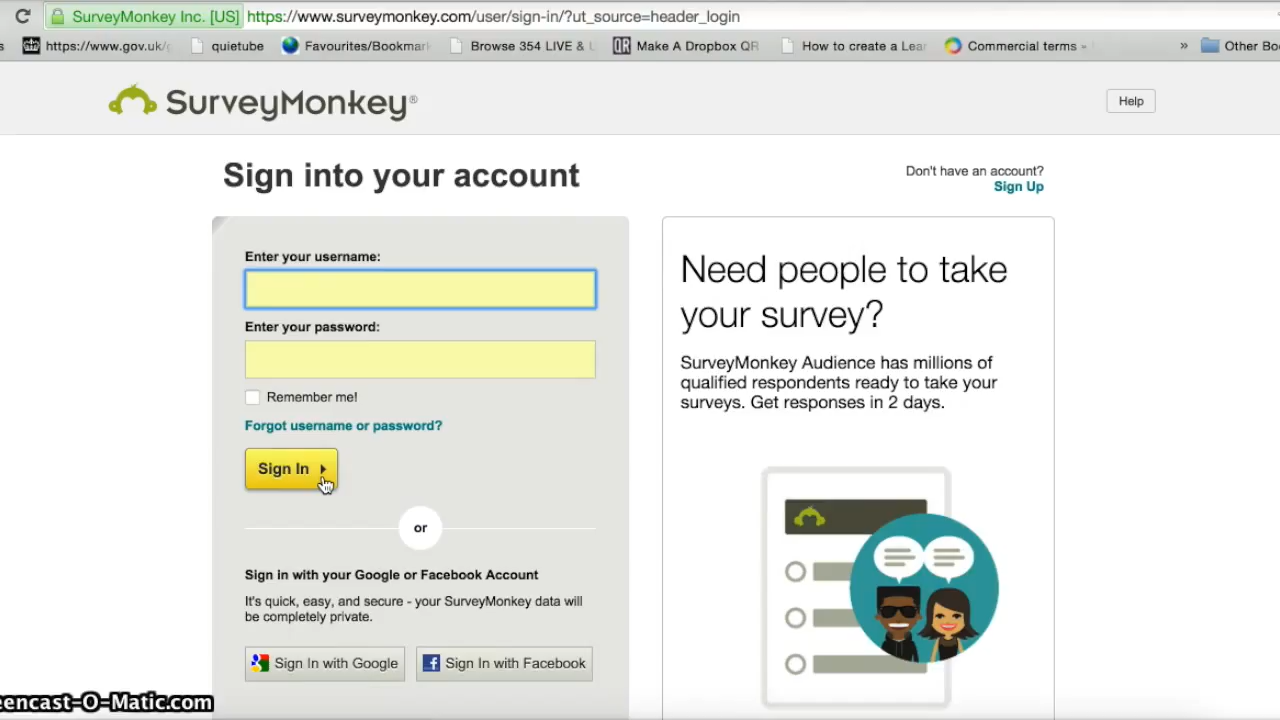 SurveyMonkey Inc. [US] https://www.surveymonkey.com/user/sign-in/?ut_source=header_login
https://www.gov.uk/ quietube Favourites/Bookmar Browse 354 LIVE & Make A Dropbox QR How to create a Lea Commercial terms » Other Bo
SurveyMonkey®
Help
Sign into your account
Don't have an account?
Sign Up
Enter your username:
Enter your password:
Remember me!
Forgot username or password?
Sign In
or
Sign in with your Google or Facebook Account
It's quick, easy, and secure - your SurveyMonkey data will
be completely private.
Sign In with Google
Sign In with Facebook
Need people to take
your survey?
SurveyMonkey Audience has millions of
qualified respondents ready to take your
surveys. Get responses in 2 days.
eencast-O-Matic.com